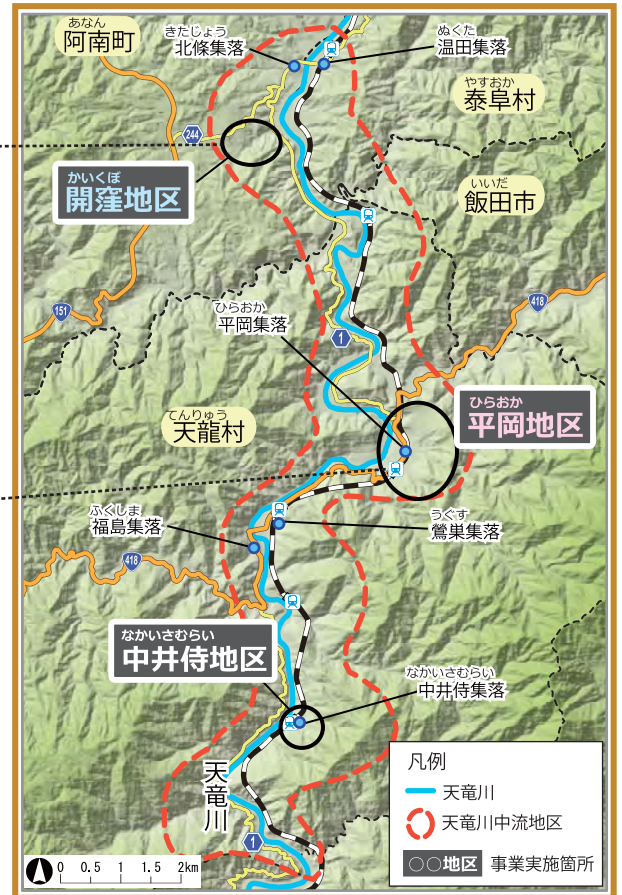 あなん
阿南町
きたじょう
北條集落
ぬくた
温田集落
やすおか
泰阜村
244
かいくぼ
開窪地区
いいだ
飯田市
151
ひらおか
平岡集落
418
1
ひらおか
平岡地区
てんりゅう
天龍村
ふくしま
福島集落
うぐす
鶯巣集落
418
なかいさむらい
中井侍地区
なかいさむらい
中井侍集落
天竜川
1
凡例
天竜川
天竜川中流地区
○○地区 事業実施箇所
0 0.5 1 1.5 2km